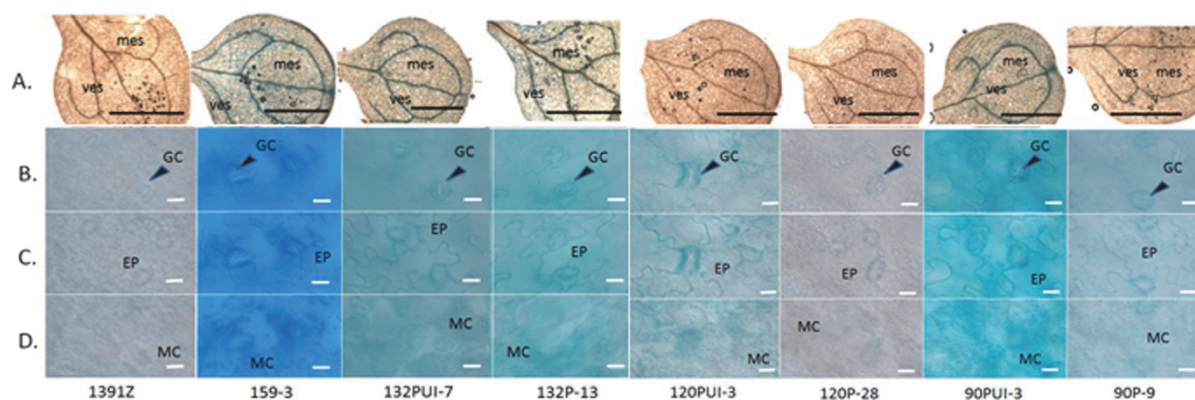 A.
mes mes mes mes mes mes mes ves mes
ves ves ves ves ves ves ves
B.
GC GC GC GC GC GC GC GC
C.
EP EP EP EP EP EP EP EP
D.
MC MC MC MC MC MC MC MC
1391Z 159-3 132PUI-7 132P-13 120PUI-3 120P-28 90PUI-3 90P-9